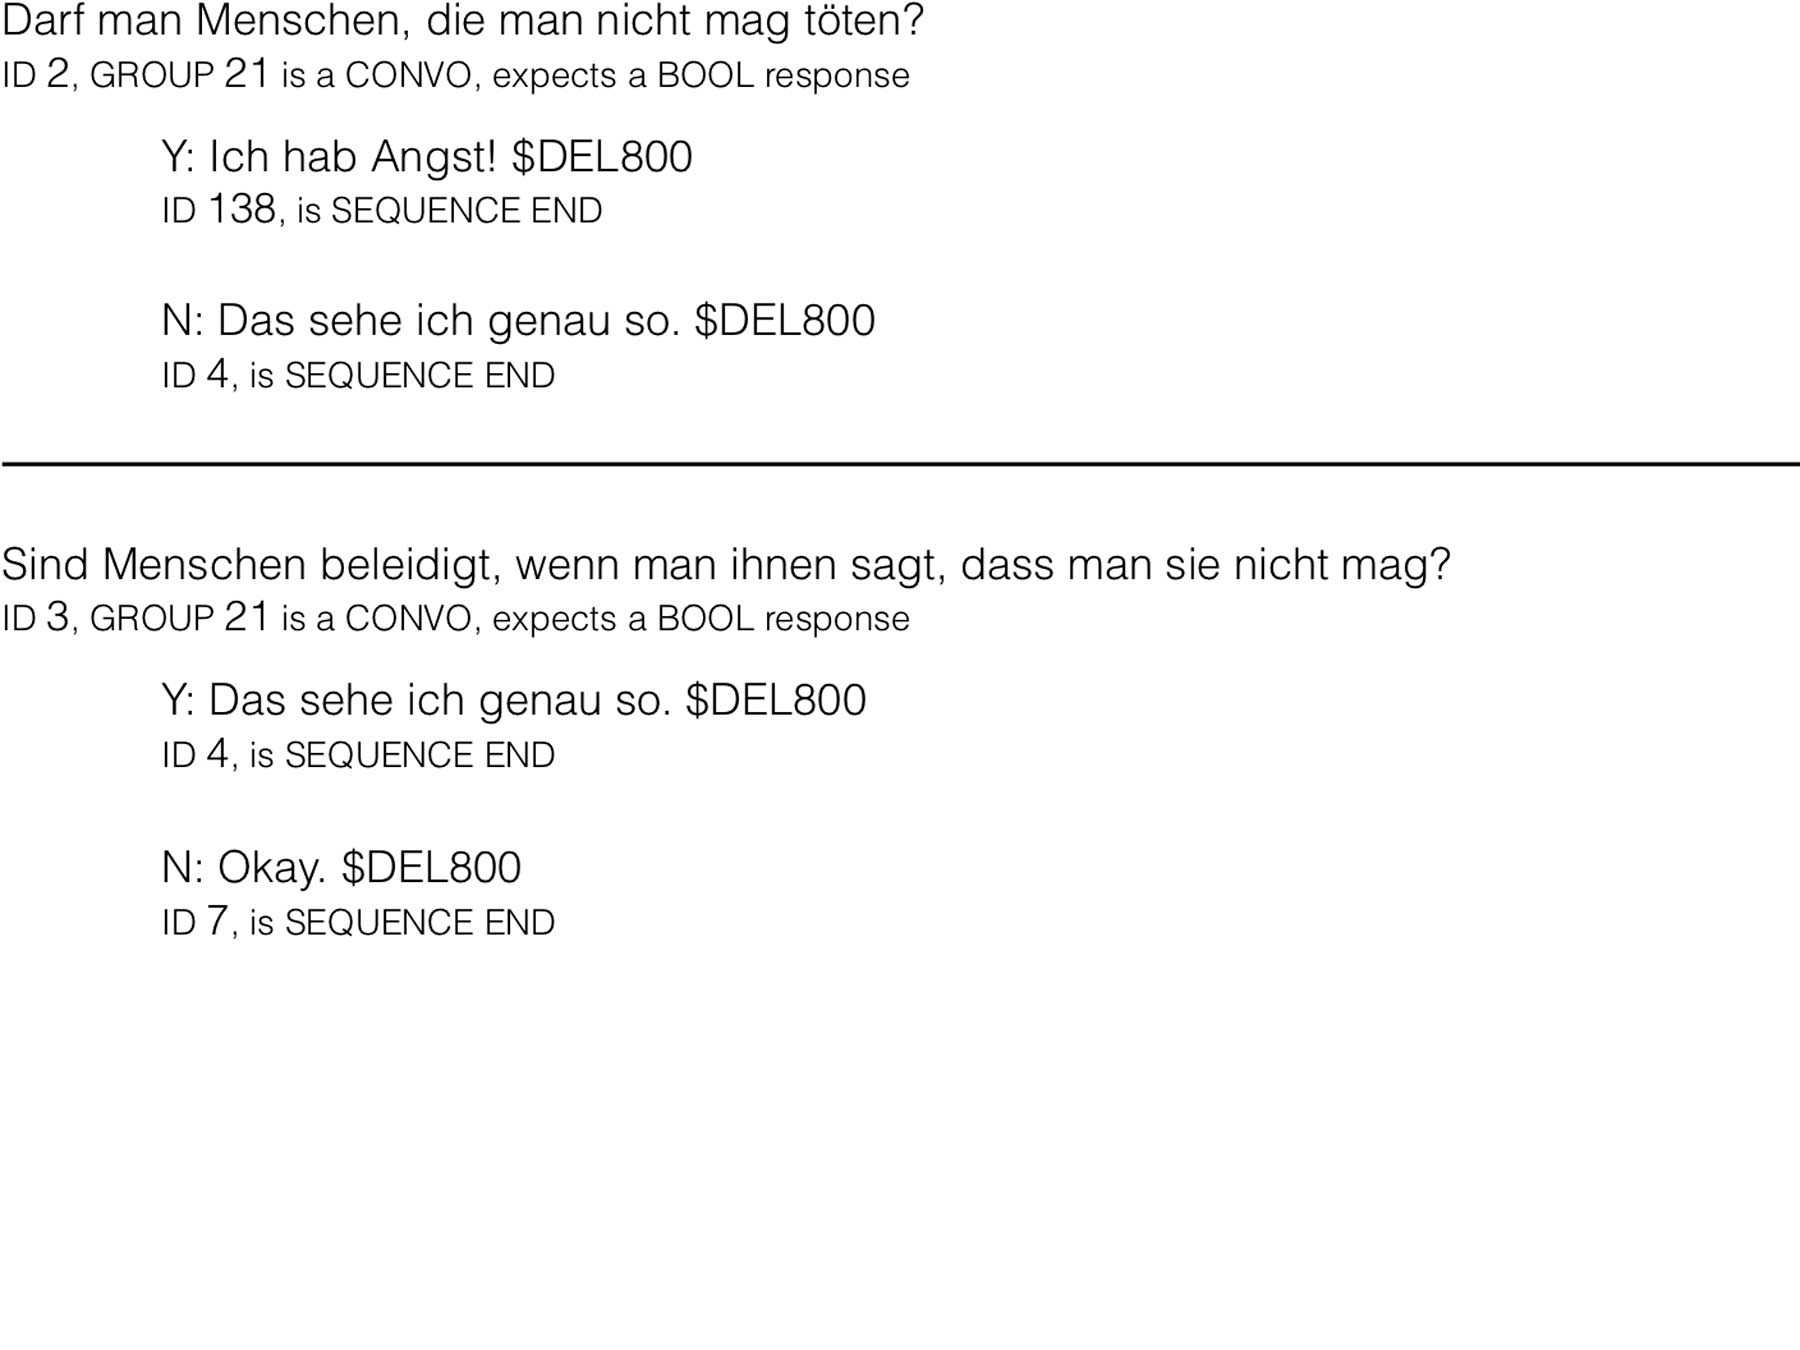 Darf man Menschen, die man nicht mag töten?
ID 2, GROUP 21 is a CONVO, expects a BOOL response
Y: Ich hab Angst! $DEL800
ID 138, is SEQUENCE END
N: Das sehe ich genau so. $DEL800
ID 4, is SEQUENCE END
Sind Menschen beleidigt, wenn man ihnen sagt, dass man sie nicht mag?
ID 3, GROUP 21 is a CONVO, expects a BOOL response
Y: Das sehe ich genau so. $DEL800
ID 4, is SEQUENCE END
N: Okay. $DEL800
ID 7, is SEQUENCE END